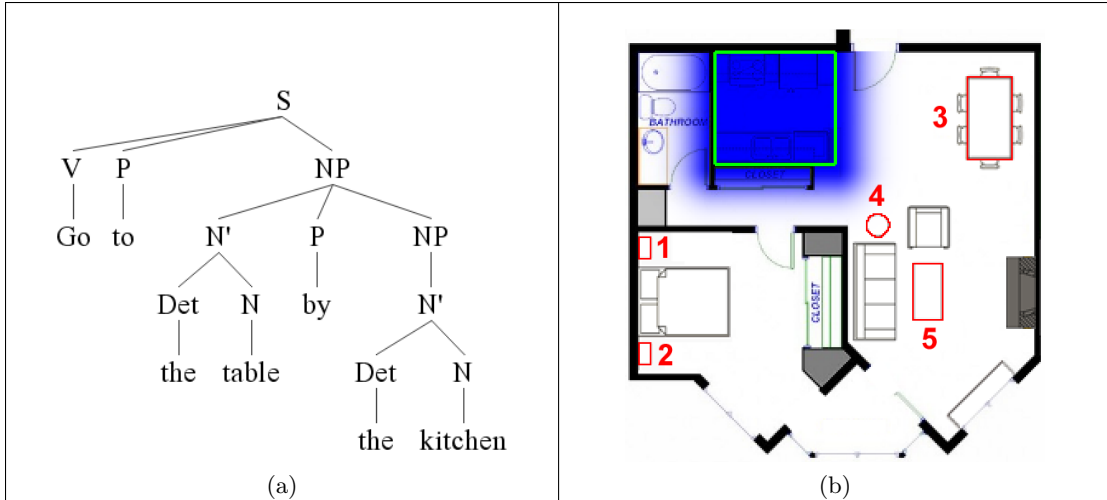 S
V P NP
Go to N' P NP
Det N by N'
the table Det N
the kitchen
(a)
BATHROOM
CLOSET
3
4
1
CLOSET
2
5
(b)